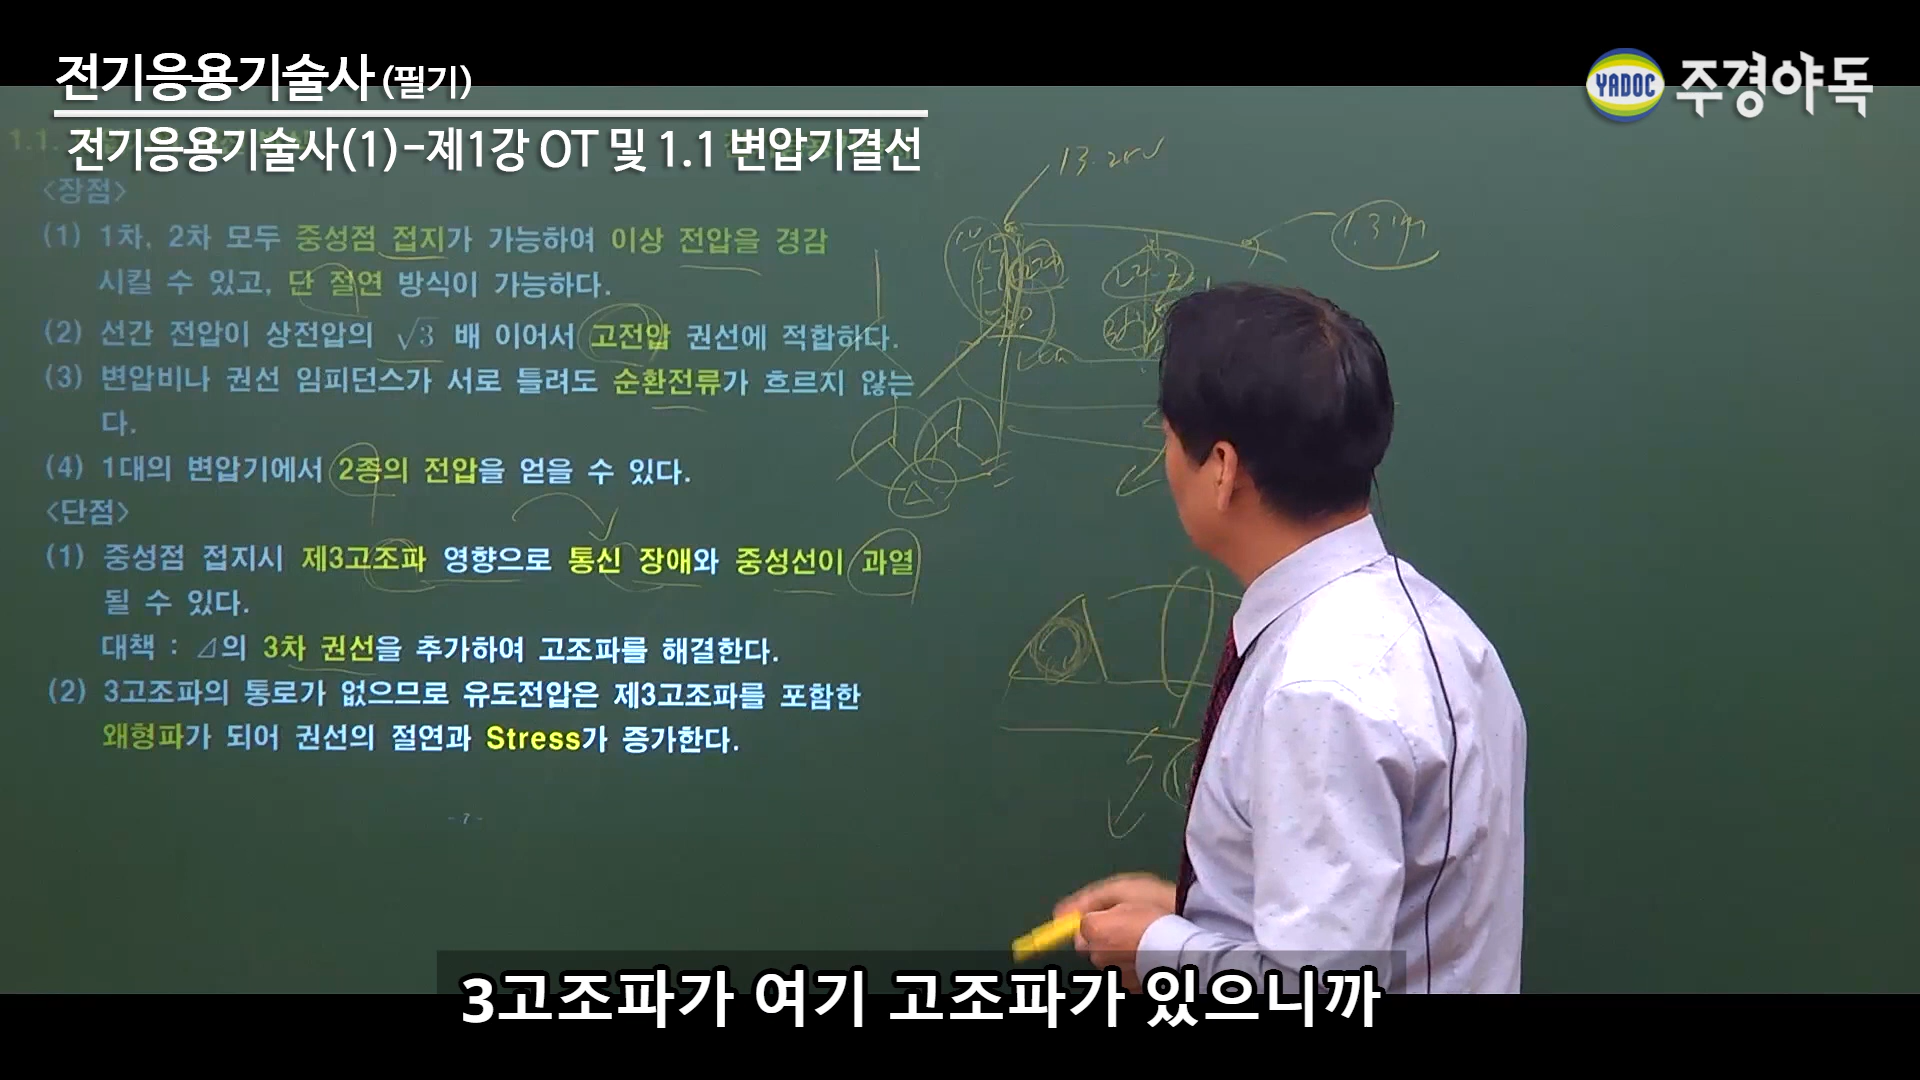 전기응용기술사 (필기)
YADOC 주경야독
전기응용기술사(1)-제1강 OT 및 1.1 변압기결선
1.1.
<장점>
(1) 1차, 2차 모두 중성점 접지가 가능하여 이상 전압을 경감
시킬 수 있고, 단 절연 방식이 가능하다.
(2) 선간 전압이 상전압의 √3 배 이어서 고전압 권선에 적합하다.
(3) 변압비나 권선 임피던스가 서로 틀려도 순환전류가 흐르지 않는
다.
(4) 1대의 변압기에서 2종의 전압을 얻을 수 있다.
<단점>
(1) 중성점 접지시 제3고조파 영향으로 통신 장애와 중성선이 과열
될 수 있다.
대책 : ⊿의 3차 권선을 추가하여 고조파를 해결한다.
(2) 3고조파의 통로가 없으므로 유도전압은 제3고조파를 포함한
왜형파가 되어 권선의 절연과 Stress가 증가한다.
- 7 -
3고조파가 여기 고조파가 있으니까